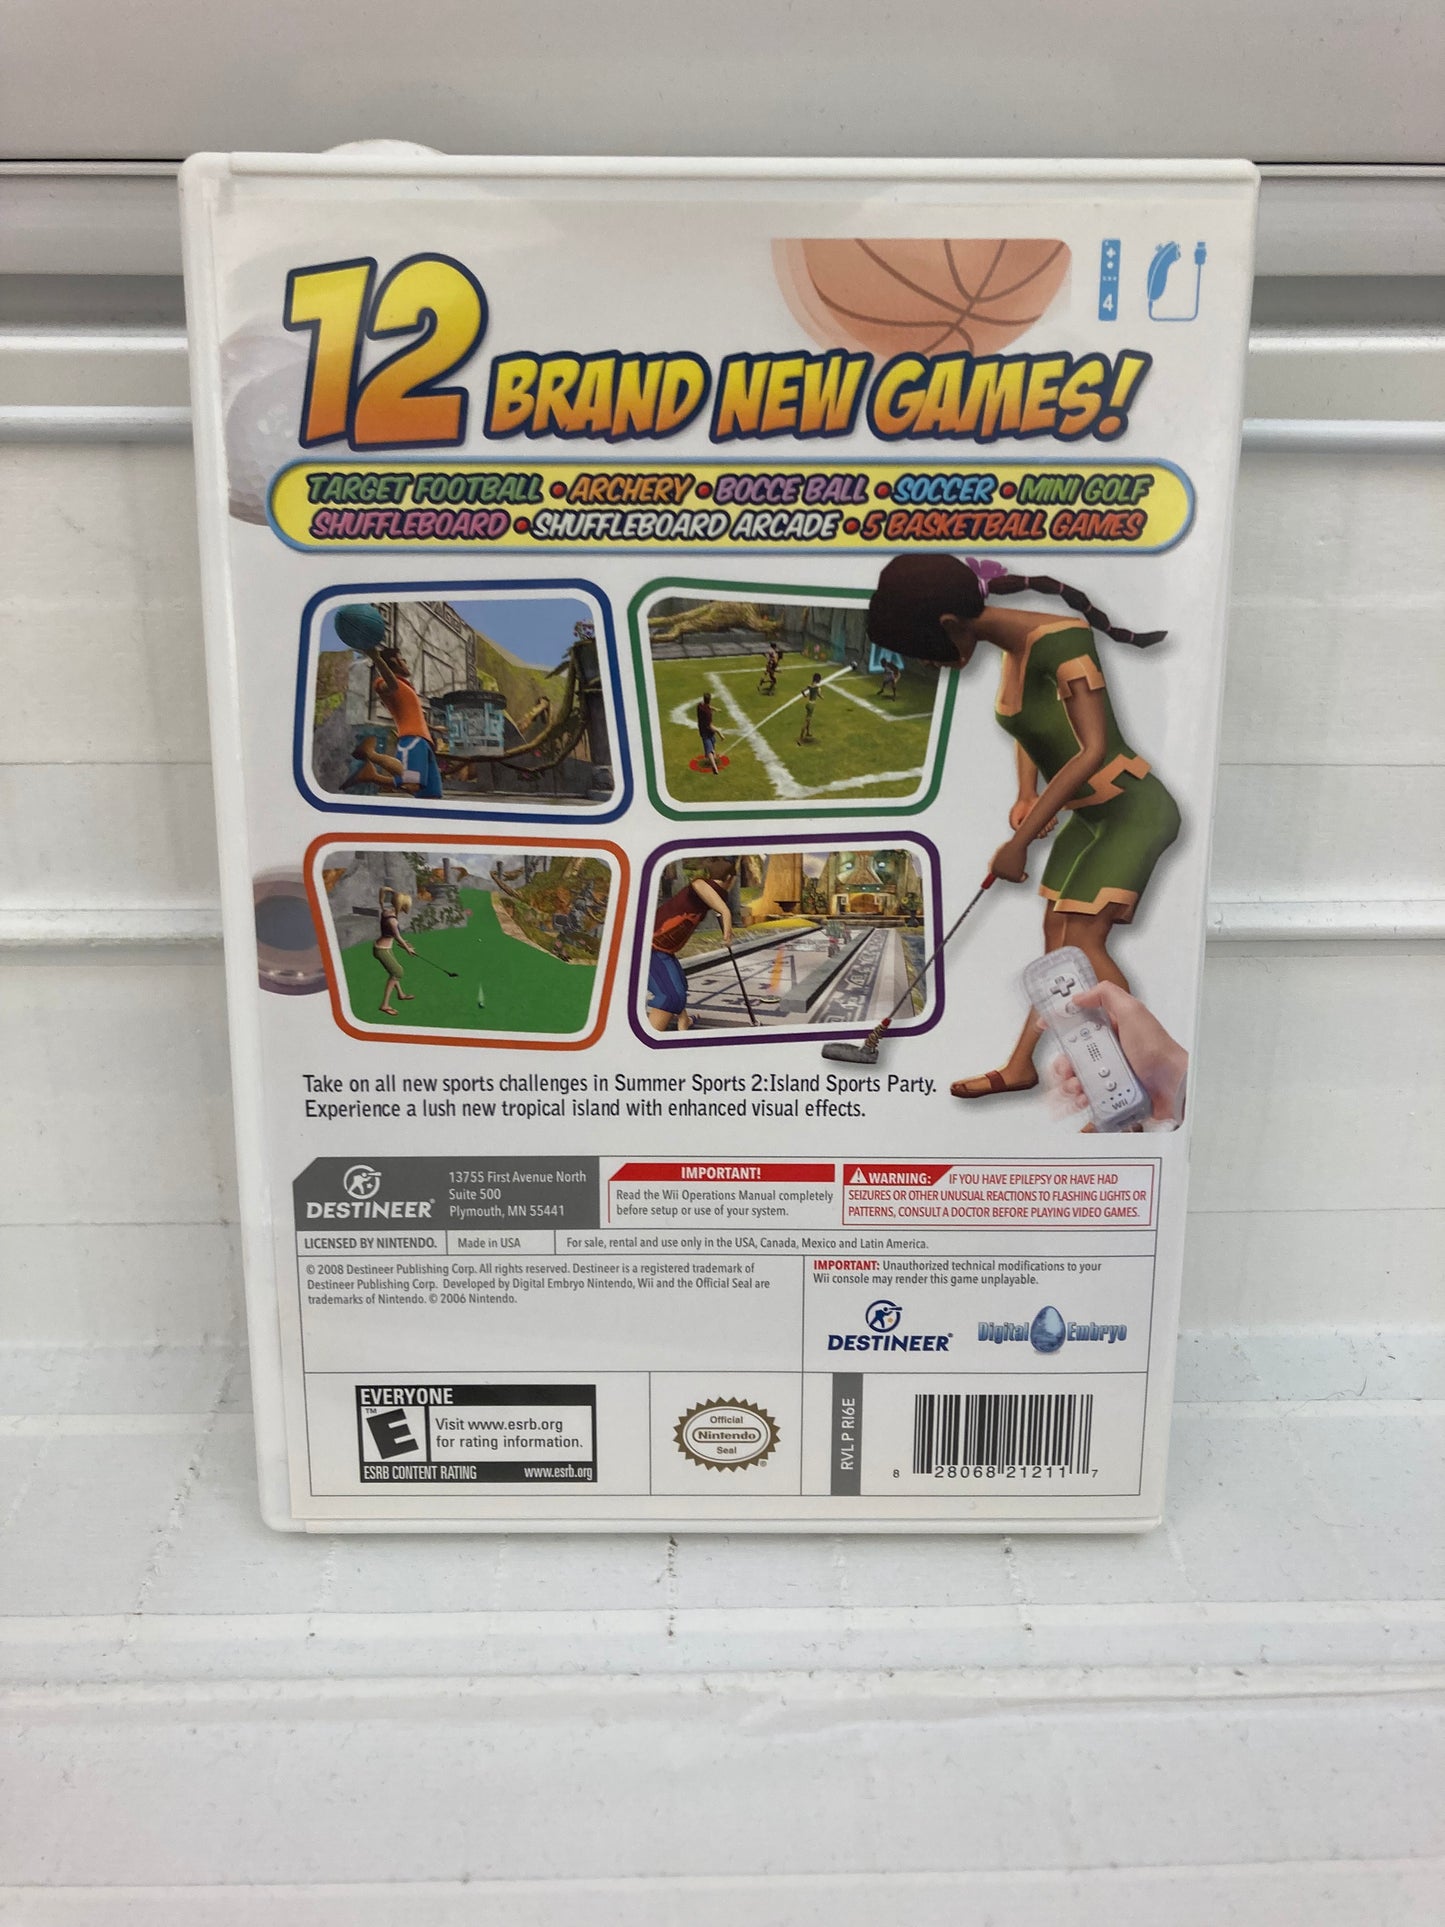 12 BRAND NEW GAMES!
4
TARGET FOOTBALL • ARCHERY • BOCCE BALL • SOCCER • MINI GOLF
SHUFFLEBOARD • SHUFFLEBOARD ARCADE • 5 BASKETBALL GAMES
Wii
Take on all new sports challenges in Summer Sports 2:Island Sports Party.
Experience a lush new tropical island with enhanced visual effects.
DESTINEER®
13755 First Avenue North
Suite 500
Plymouth, MN 55441
IMPORTANT!
Read the Wii Operations Manual completely
before setup or use of your system.
WARNING: IF YOU HAVE EPILEPSY OR HAVE HAD
SEIZURES OR OTHER UNUSUAL REACTIONS TO FLASHING LIGHTS OR
PATTERNS, CONSULT A DOCTOR BEFORE PLAYING VIDEO GAMES.
LICENSED BY NINTENDO.
Made in USA
For sale, rental and use only in the USA, Canada, Mexico and Latin America.
© 2008 Destineer Publishing Corp. All rights reserved. Destineer is a registered trademark of
Destineer Publishing Corp. Developed by Digital Embryo Nintendo, Wii and the Official Seal are
trademarks of Nintendo. © 2006 Nintendo.
IMPORTANT: Unauthorized technical modifications to your
Wii console may render this game unplayable.
DESTINEER®
Digital Embryo
EVERYONE
E™
Visit www.esrb.org
for rating information.
ESRB CONTENT RATING www.esrb.org
Official
Nintendo
Seal
®
RVL P RI6E
8 28068 21211 7